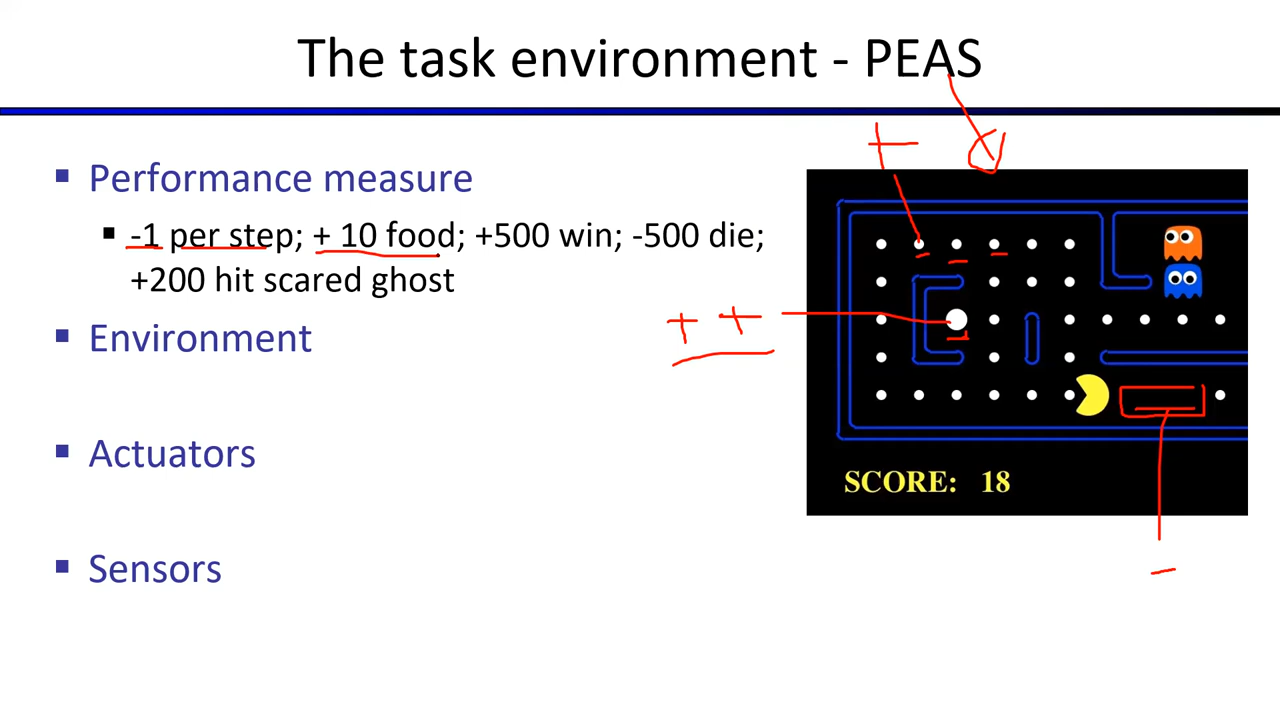 The task environment - PEAS
▪ Performance measure
▪ -1 per step; + 10 food; +500 win; -500 die;
+200 hit scared ghost
▪ Environment
▪ Actuators
▪ Sensors
+
+ +
SCORE: 18
-